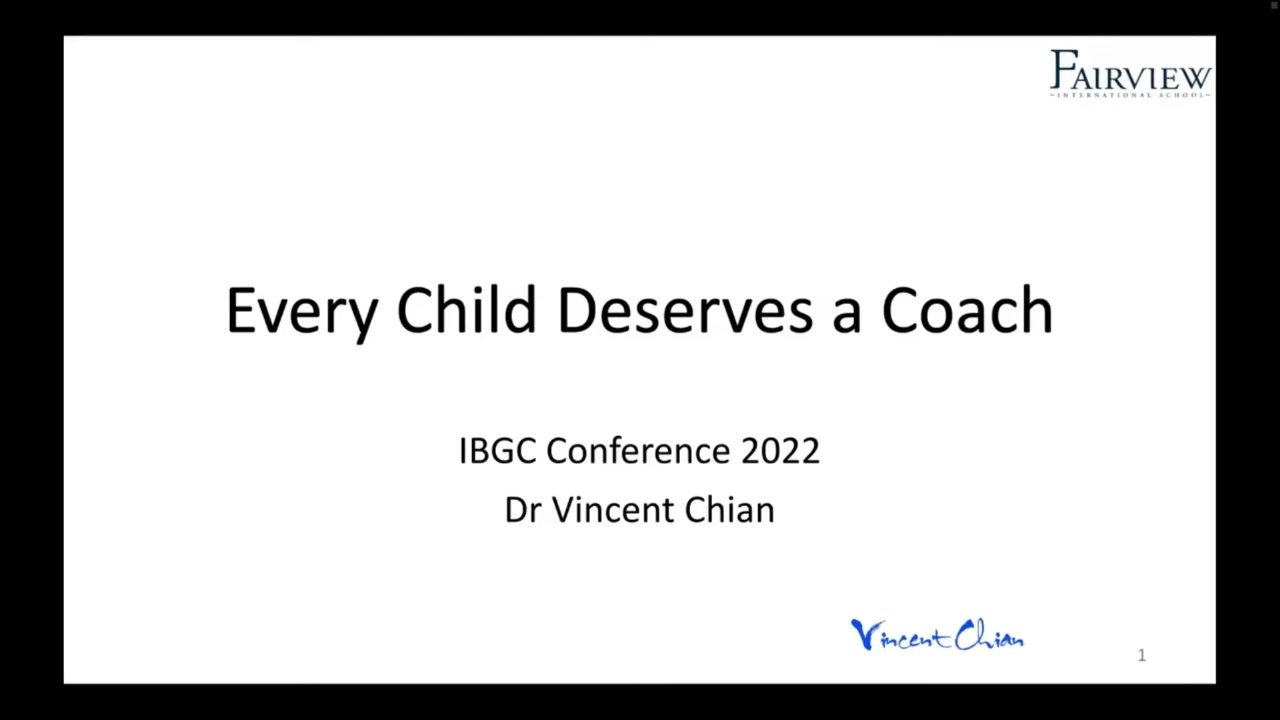 FAIRVIEW
INTERNATIONAL SCHOOL
Every Child Deserves a Coach
IBGC Conference 2022
Dr Vincent Chian
Vincent Chian
1